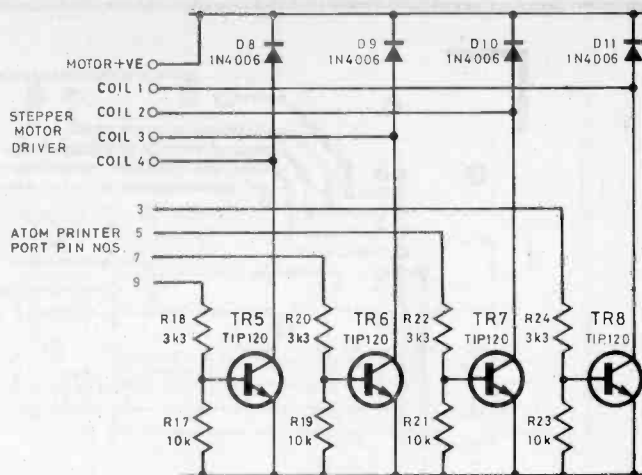 D8
1N4006
D9
1N4006
D10
1N4006
D11
1N4006
MOTOR+VE
COIL 1
COIL 2
COIL 3
COIL 4
STEPPER
MOTOR
DRIVER
ATOM PRINTER
PORT PIN NOS.
3
5
7
9
R18
3k3
TR5
TIP120
R20
3k3
TR6
TIP120
R22
3k3
TR7
TIP120
R24
3k3
TR8
TIP120
R17
10k
R19
10k
R21
10k
R23
10k